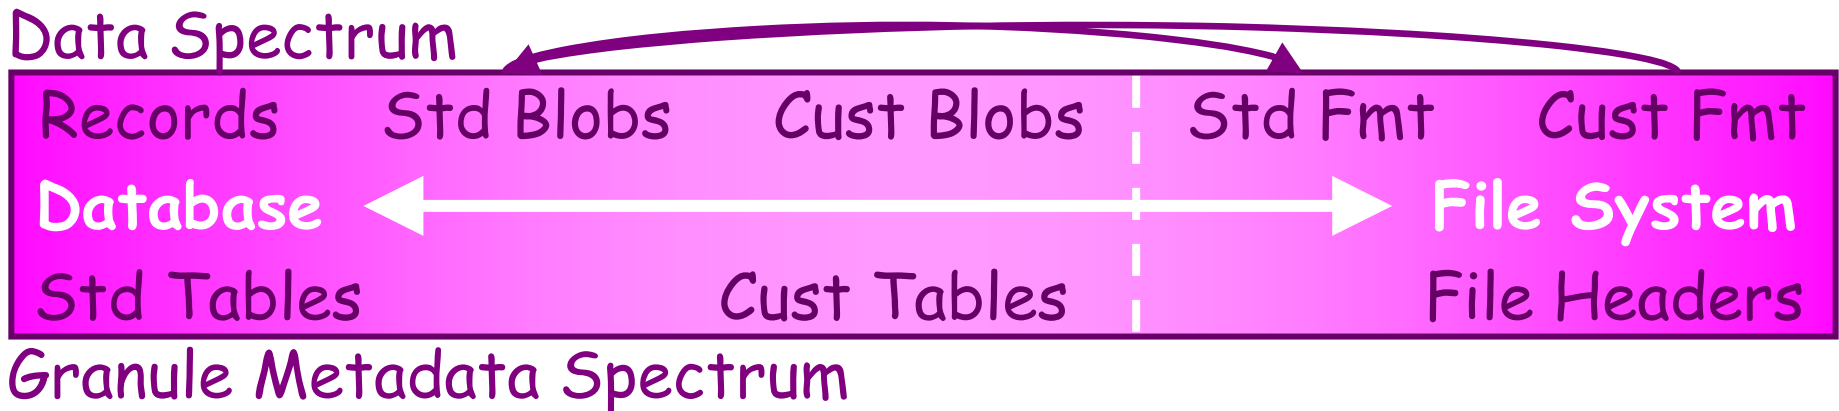 Data Spectrum
Records Std Blobs Cust Blobs Std Fmt Cust Fmt
Database File System
Std Tables Cust Tables File Headers
Granule Metadata Spectrum